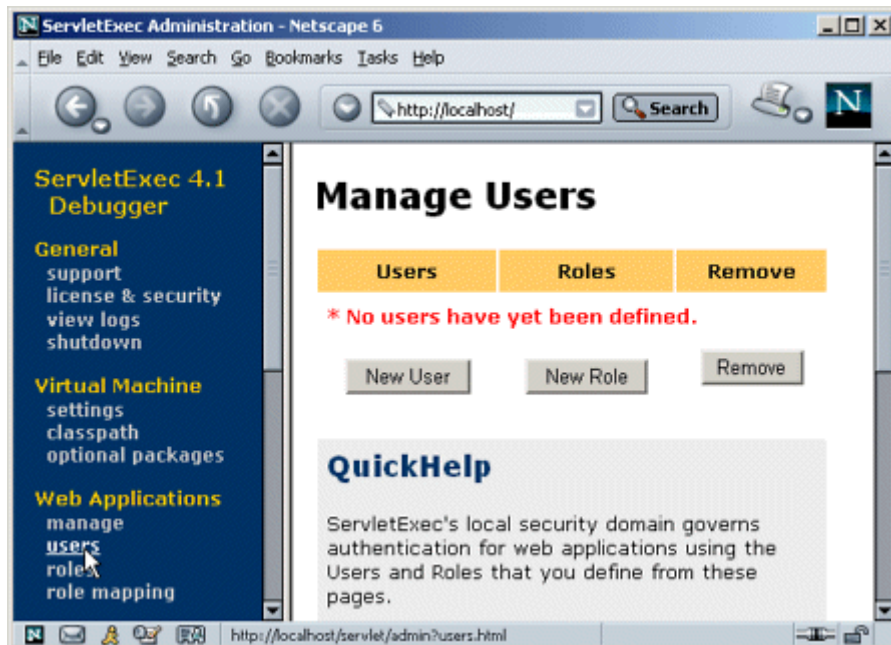 ServletExec Administration - Netscape 6
File Edit View Search Go Bookmarks Tasks Help
http://localhost/ Search N
ServletExec 4.1
Debugger
General
support
license & security
view logs
shutdown
Virtual Machine
settings
classpath
optional packages
Web Applications
manage
users
roles
role mapping
Manage Users
Users Roles Remove
* No users have yet been defined.
New User New Role Remove
QuickHelp
ServletExec's local security domain governs
authentication for web applications using the
Users and Roles that you define from these
pages.
http://localhost/servlet/admin?users.html